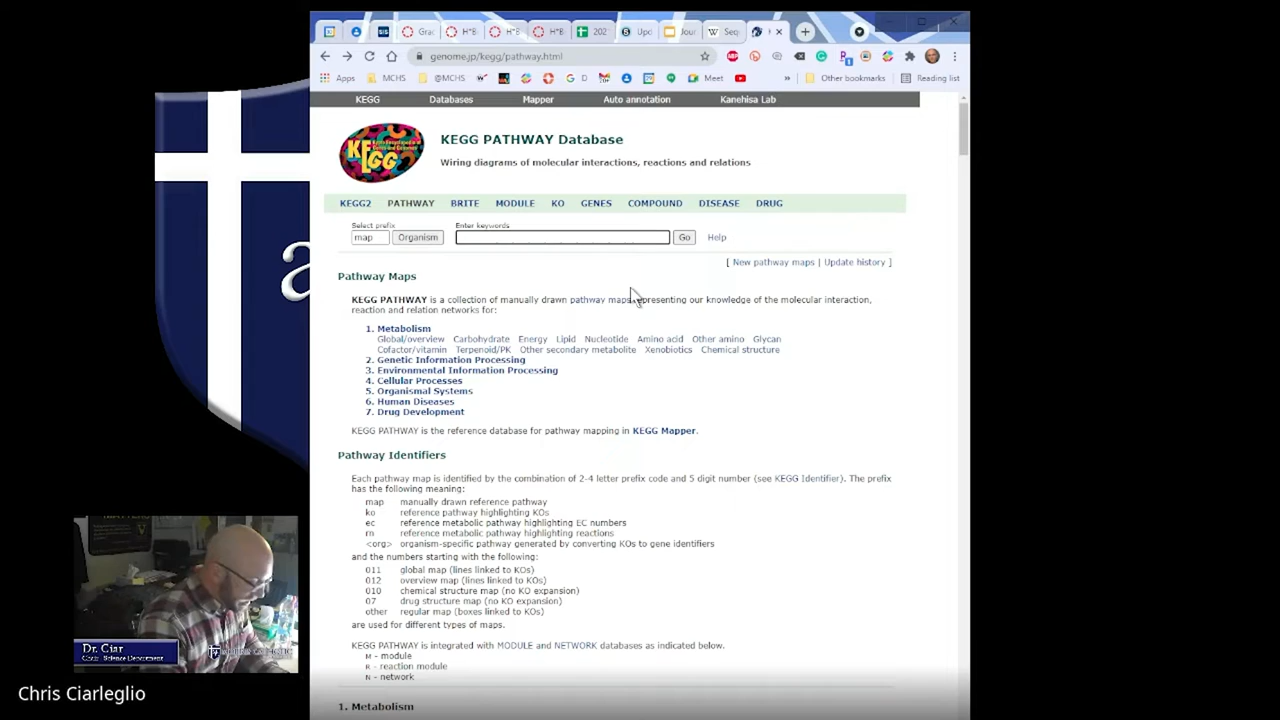 Grad
H*B
H*B
H*B
202
Upd
Jour
Seq
genome.jp/kegg/pathway.html
Apps
MCHS
@MCHS
G D
Meet
»
Other bookmarks
Reading list
KEGG Databases Mapper Auto annotation Kanehisa Lab
KEGG
KEGG PATHWAY Database
Wiring diagrams of molecular interactions, reactions and relations
KEGG2 PATHWAY BRITE MODULE KO GENES COMPOUND DISEASE DRUG
Select prefix Enter keywords
map Organism Go Help
[ New pathway maps | Update history ]
Pathway Maps
KEGG PATHWAY is a collection of manually drawn pathway maps representing our knowledge of the molecular interaction,
reaction and relation networks for:
1. Metabolism
Global/overview Carbohydrate Energy Lipid Nucleotide Amino acid Other amino Glycan
Cofactor/vitamin Terpenoid/PK Other secondary metabolite Xenobiotics Chemical structure
2. Genetic Information Processing
3. Environmental Information Processing
4. Cellular Processes
5. Organismal Systems
6. Human Diseases
7. Drug Development
KEGG PATHWAY is the reference database for pathway mapping in KEGG Mapper.
Pathway Identifiers
Each pathway map is identified by the combination of 2-4 letter prefix code and 5 digit number (see KEGG Identifier). The prefix
has the following meaning:
map manually drawn reference pathway
ko reference pathway highlighting KOs
ec reference metabolic pathway highlighting EC numbers
rn reference metabolic pathway highlighting reactions
<org> organism-specific pathway generated by converting KOs to gene identifiers
and the numbers starting with the following:
011 global map (lines linked to KOs)
012 overview map (lines linked to KOs)
010 chemical structure map (no KO expansion)
07 drug structure map (no KO expansion)
other regular map (boxes linked to KOs)
are used for different types of maps.
KEGG PATHWAY is integrated with MODULE and NETWORK databases as indicated below.
M - module
R - reaction module
N - network
1. Metabolism
a
Dr. Ciar
Science Department
Chris Ciarleglio